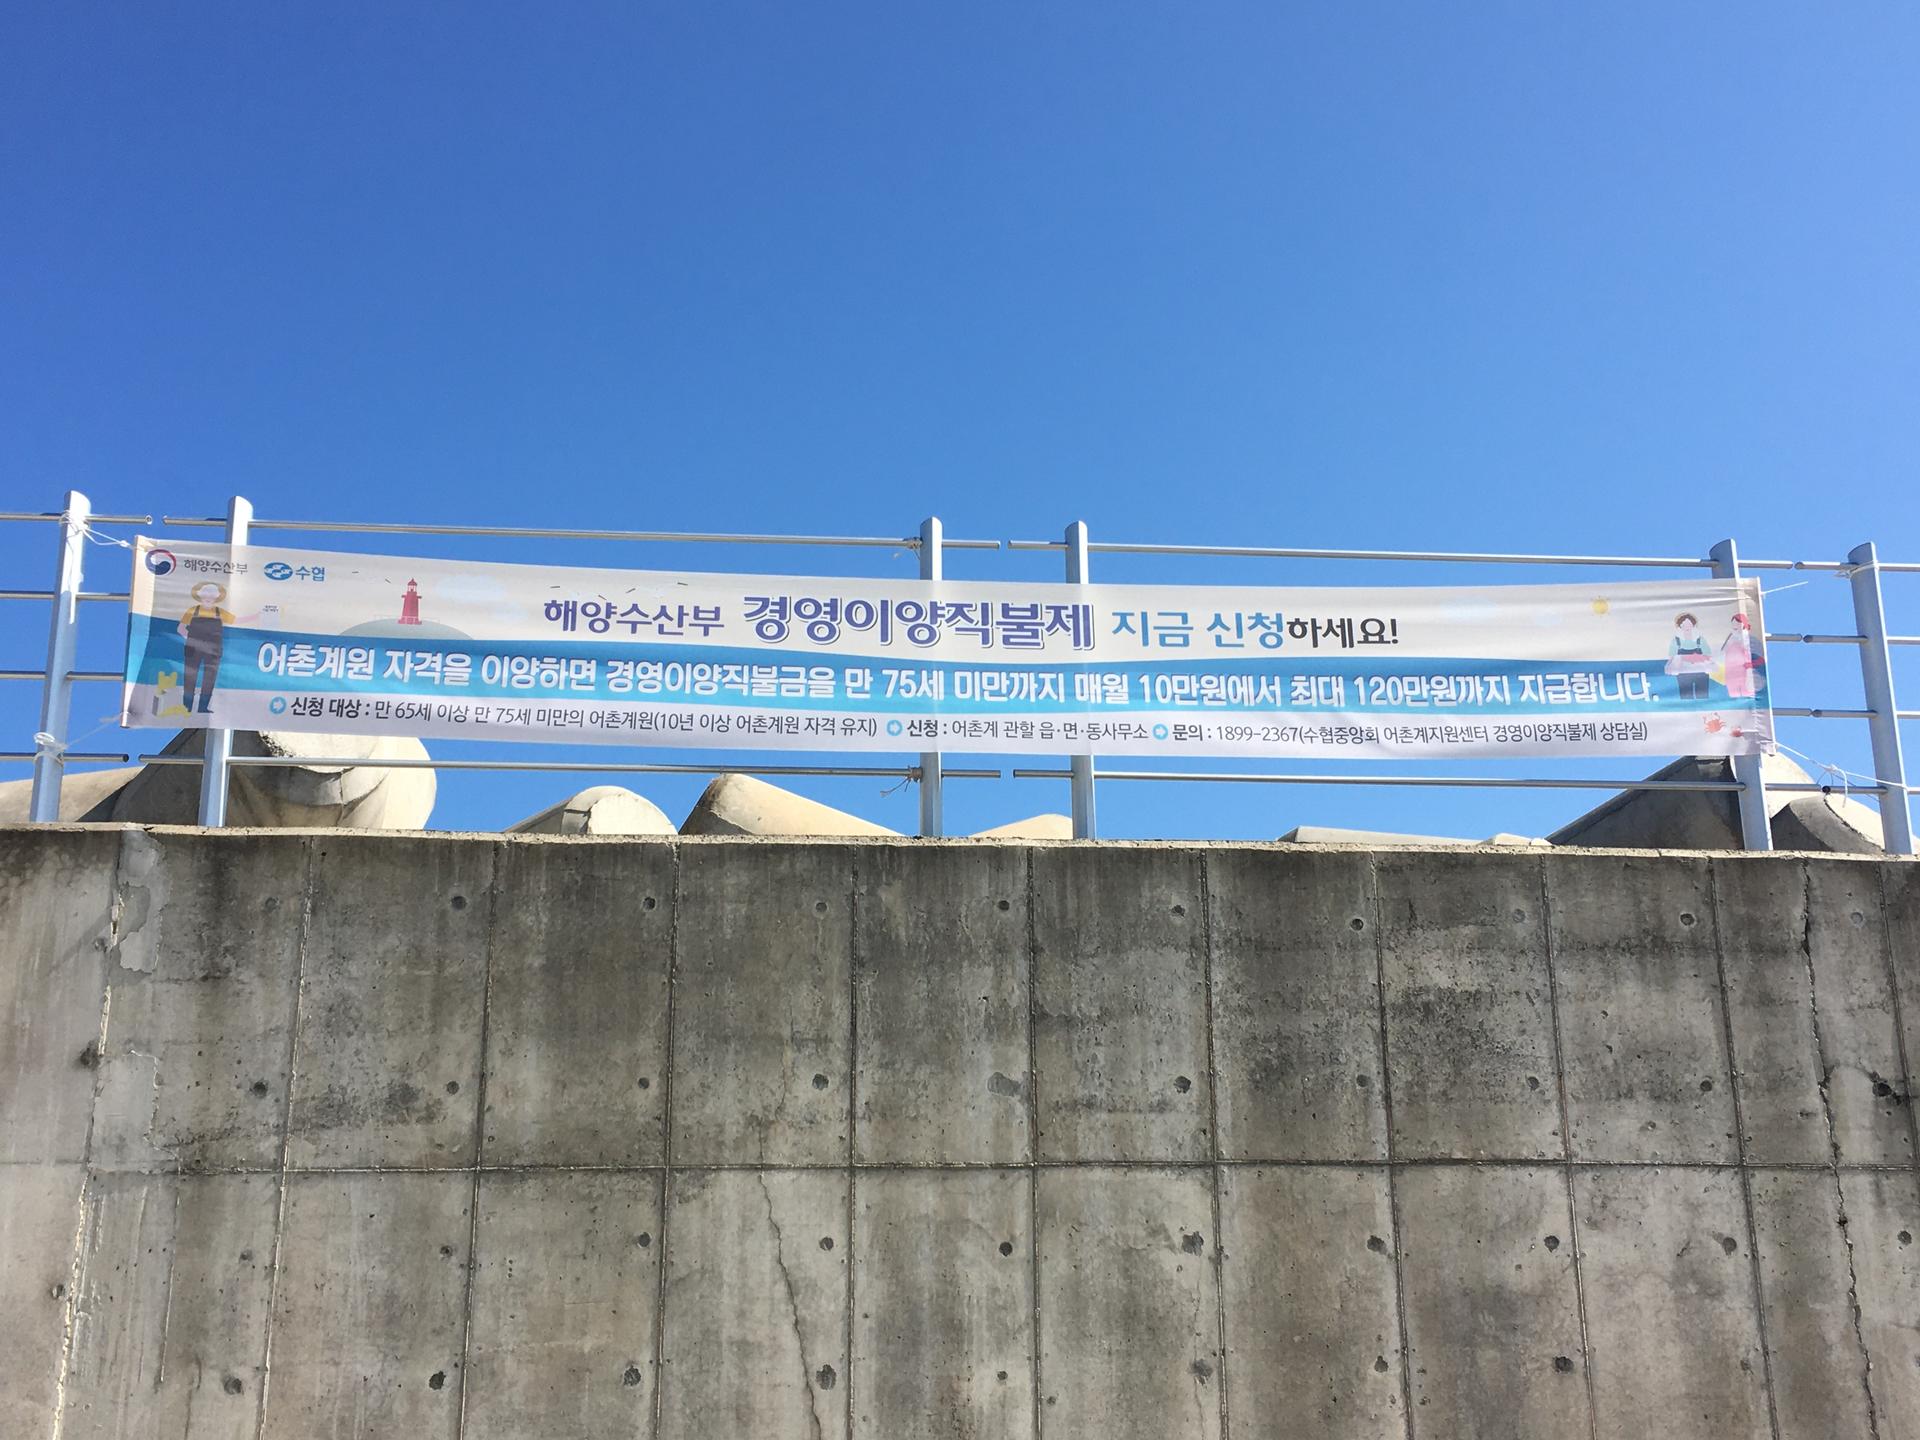 해양수산부 수협
해양수산부 경영이양직불제 지금 신청하세요!
어촌계원 자격을 이양하면 경영이양직불금을 만 75세 미만까지 매월 10만원에서 최대 120만원까지 지급합니다.
신청 대상 : 만 65세 이상 만 75세 미만의 어촌계원(10년 이상 어촌계원 자격 유지) 신청 : 어촌계 관할 읍·면·동사무소 문의 : 1899-2367(수협중앙회 어촌계지원센터 경영이양직불제 상담실)